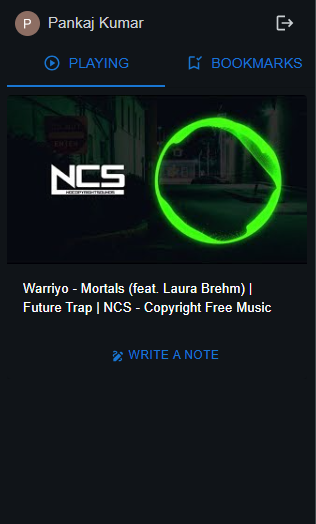 P Pankaj Kumar
PLAYING BOOKMARKS
NCS
NOCOPYRIGHTSOUNDS
Warriyo - Mortals (feat. Laura Brehm) |
Future Trap | NCS - Copyright Free Music
WRITE A NOTE